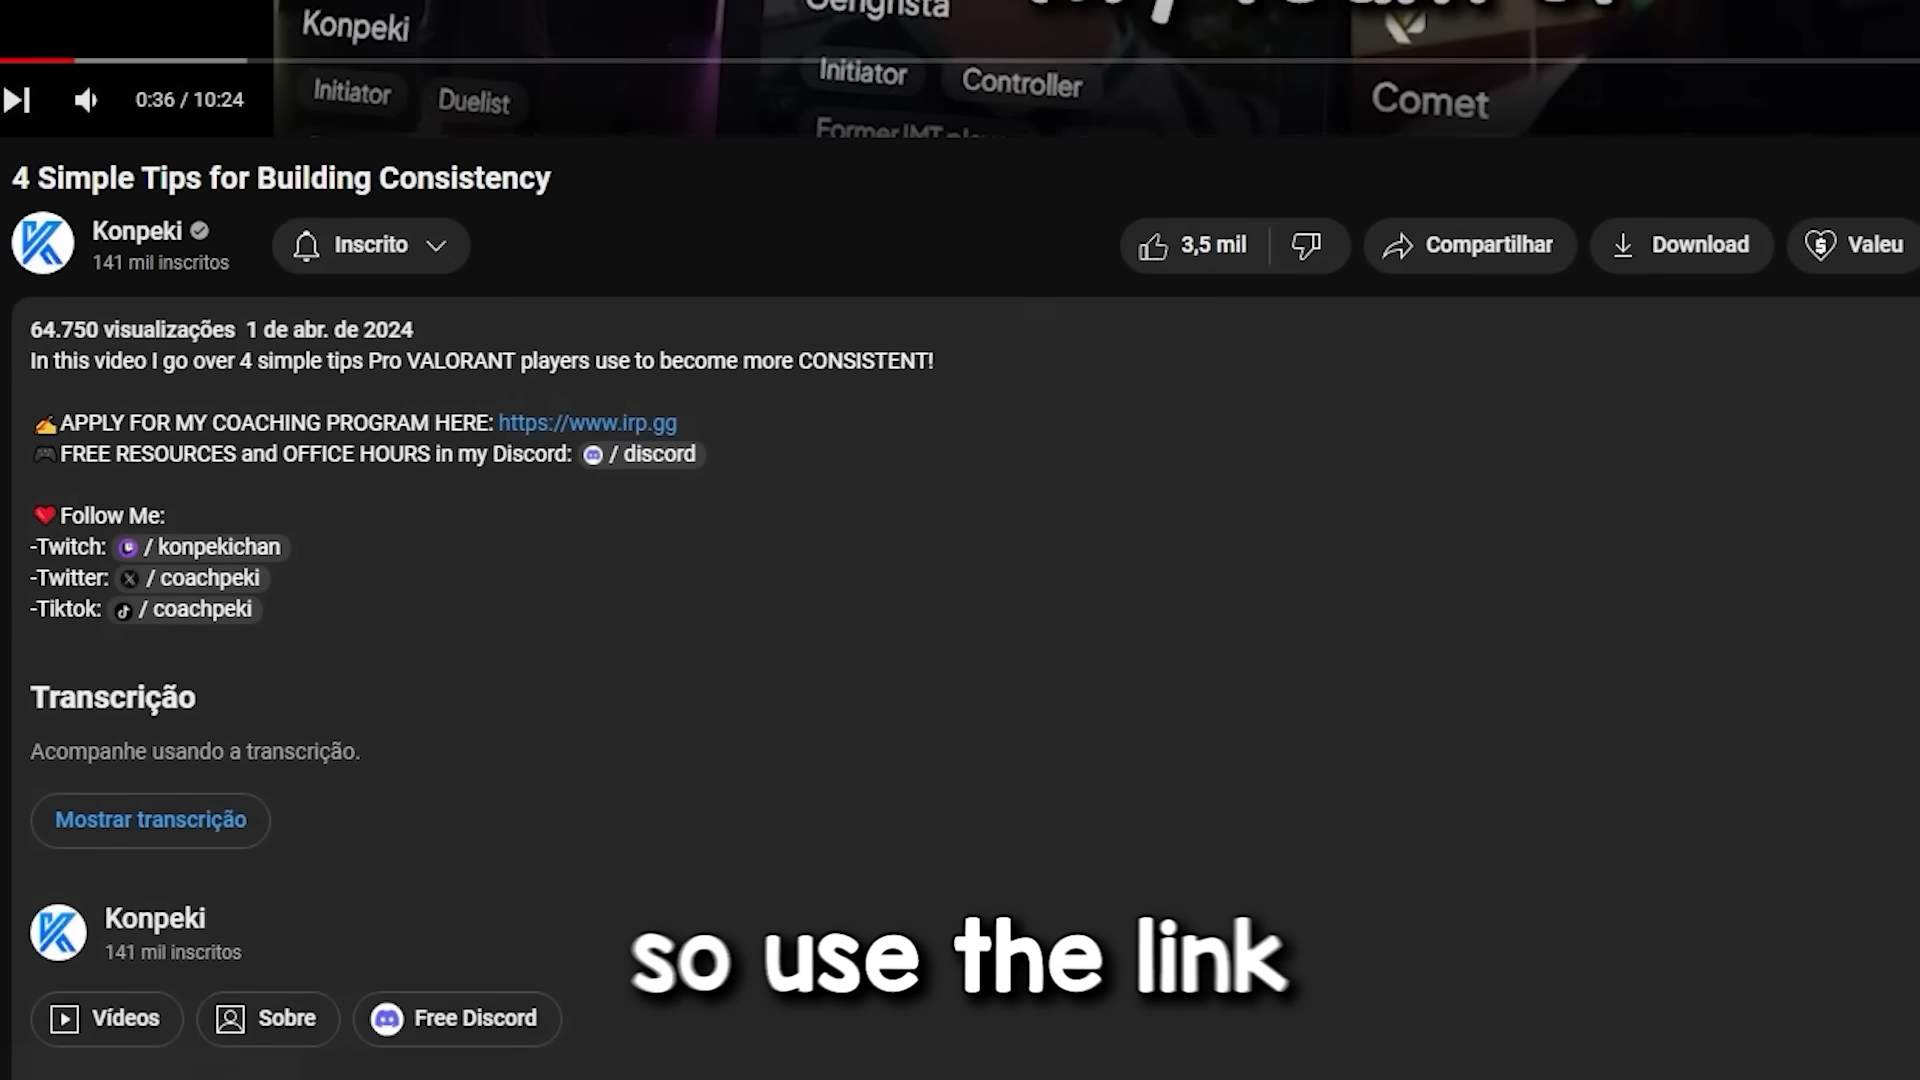 Konpeki
Initiator Duelist
Initiator Controller
Comet
0:36 / 10:24
4 Simple Tips for Building Consistency
Konpeki
141 mil inscritos
Inscrito
3,5 mil
Compartilhar
Download
Valeu
64.750 visualizações 1 de abr. de 2024
In this video I go over 4 simple tips Pro VALORANT players use to become more CONSISTENT!
✍️APPLY FOR MY COACHING PROGRAM HERE: https://www.irp.gg
🎮FREE RESOURCES and OFFICE HOURS in my Discord: / discord
❤️Follow Me:
-Twitch: / konpekichan
-Twitter: / coachpeki
-Tiktok: / coachpeki
Transcrição
Acompanhe usando a transcrição.
Mostrar transcrição
Konpeki
141 mil inscritos
so use the link
Vídeos
Sobre
Free Discord